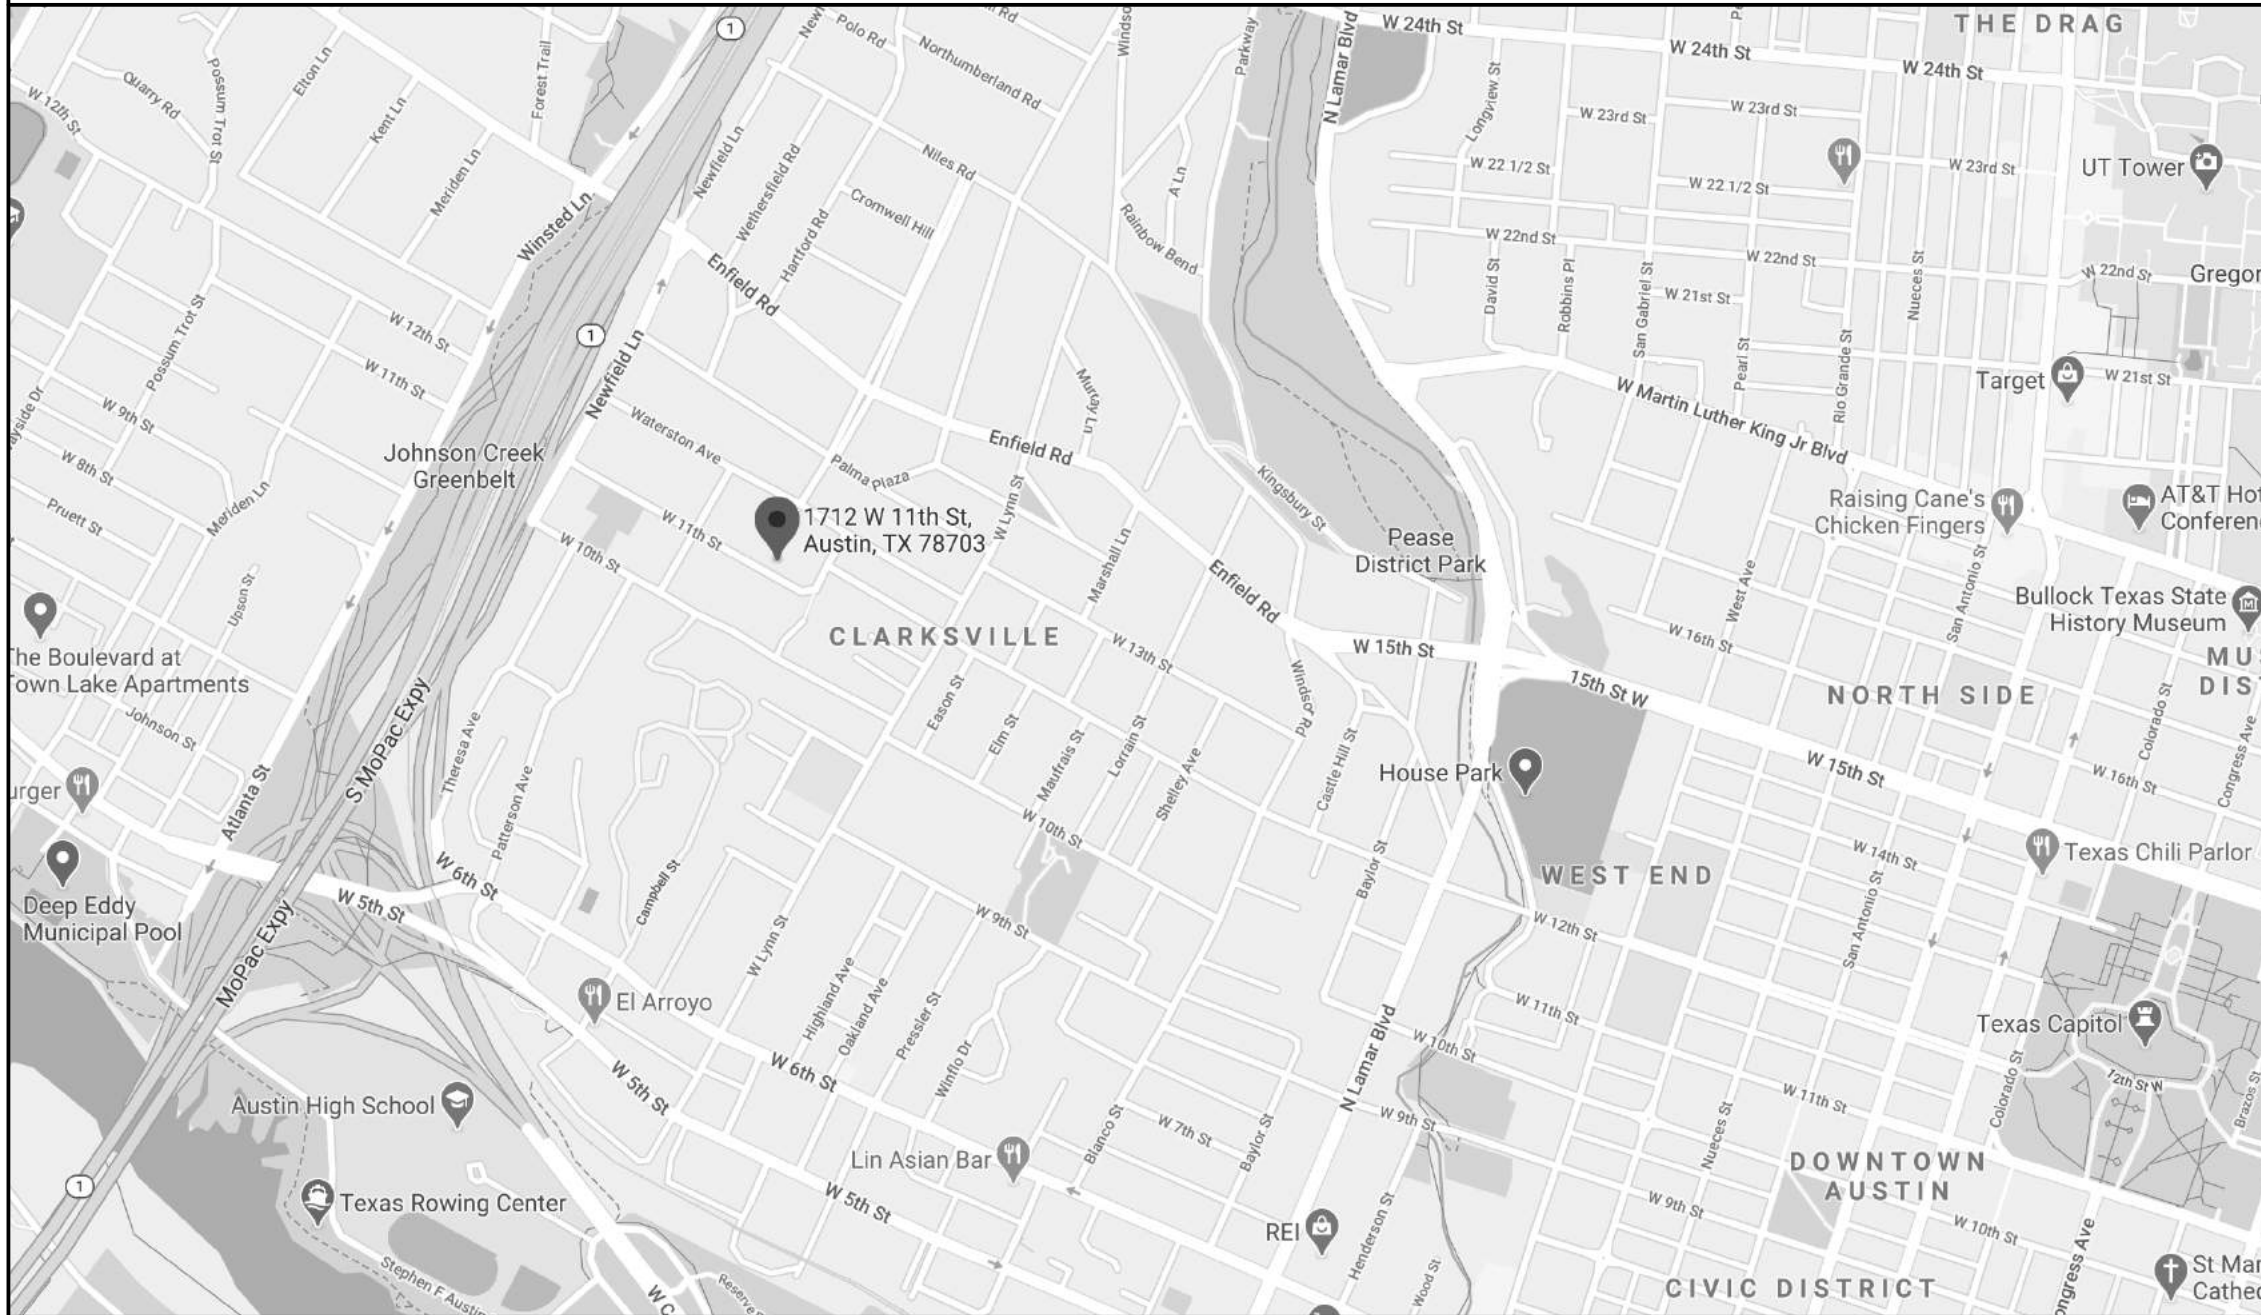 THE DRAG
W 24th St
W 24th St
W 24th St
1
Polo Rd
Northumberland Rd
Parkway
N Lamar Blvd
Longview St
W 23rd St
W 23rd St
W 23rd St
W 22 1/2 St
W 22 1/2 St
UT Tower
Quarry Rd
Possum Trot St
Elton Ln
Kent Ln
Forest Trail
Meriden Ln
W 12th St
Winsted Ln
Newfield Ln
Wethersfield Rd
Hartford Rd
Niles Rd
Cromwell Hill
A Ln
Rainbow Bend
W 22nd St
W 22nd St
W 22nd St
David St
Robbins Pl
San Gabriel St
W 21st St
Pearl St
Rio Grande St
Nueces St
Target
W 21st St
Enfield Rd
1
Newfield Ln
W 12th St
W 11th St
Possum Trot St
W 9th St
W 8th St
Pruett St
Meriden Ln
Johnson Creek
Greenbelt
Waterston Ave
Palma Plaza
Enfield Rd
Murray Ln
W Lynn St
Kingsbury St
W Martin Luther King Jr Blvd
Raising Cane's
Chicken Fingers
Pease
District Park
1712 W 11th St,
Austin, TX 78703
W 11th St
W 10th St
Marshall Ln
Enfield Rd
West Ave
San Antonio St
Bullock Texas State
History Museum
Upson St
CLARKSVILLE
W 13th St
W 15th St
W 16th St
15th St W
NORTH SIDE
Colorado St
Congress Ave
W 16th St
W 15th St
Johnson St
Atlanta St
S MoPac Expy
Theresa Ave
Patterson Ave
Eason St
Elm St
Maufrais St
Lorrain St
Shelley Ave
Windsor Rd
Castle Hill St
House Park
W 10th St
Baylor St
WEST END
W 14th St
Texas Chili Parlor
Deep Eddy
Municipal Pool
W 6th St
W 5th St
Campbell St
MoPac Expy
W Lynn St
W 9th St
W 12th St
San Antonio St
El Arroyo
Highland Ave
Oakland Ave
Pressler St
Winflo Dr
W 11th St
W 10th St
N Lamar Blvd
Texas Capitol
12th St W
Colorado St
Brazos St
W 11th St
Austin High School
W 5th St
W 6th St
W 9th St
W 7th St
Blanco St
Baylor St
Nueces St
Lin Asian Bar
DOWNTOWN
AUSTIN
1
Texas Rowing Center
W 5th St
REI
Henderson St
W 9th St
W 10th St
Wood St
CIVIC DISTRICT